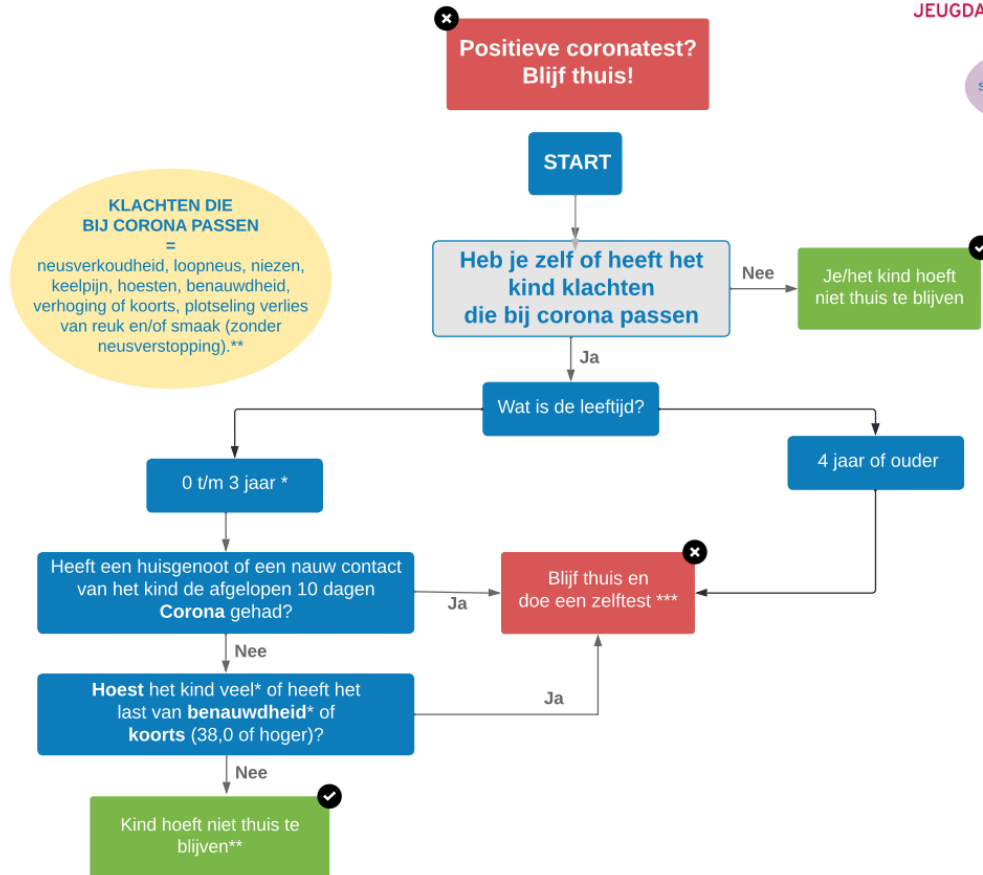 JEUGDA
Positieve coronatest?
Blijf thuis!
START
KLACHTEN DIE
BIJ CORONA PASSEN
=
neusverkoudheid, loopneus, niezen,
keelpijn, hoesten, benauwdheid,
verhoging of koorts, plotseling verlies
van reuk en/of smaak (zonder
neusverstopping).**
Heb je zelf of heeft het
kind klachten
die bij corona passen
Nee
Je/het kind hoeft
niet thuis te blijven
Ja
Wat is de leeftijd?
0 t/m 3 jaar *
4 jaar of ouder
Heeft een huisgenoot of een nauw contact
van het kind de afgelopen 10 dagen
Corona gehad?
Ja
Blijf thuis en
doe een zelftest ***
Nee
Hoest het kind veel* of heeft het
last van benauwdheid* of
koorts (38,0 of hoger)?
Ja
Nee
Kind hoeft niet thuis te
blijven**